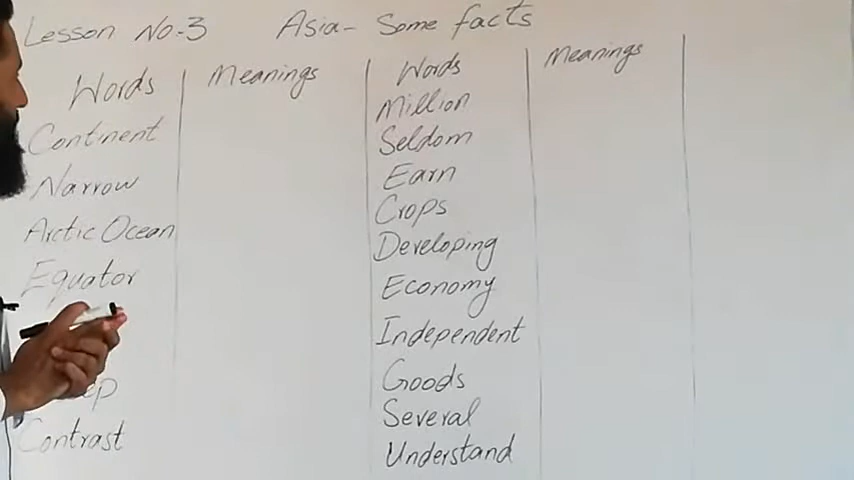 Lesson No-3
Asia- Some facts
Words
Meanings
Continent
Narrow
Arctic Ocean
Equator
Contrast
Words
Meanings
Million
Seldom
Earn
Crops
Developing
Economy
Independent
Goods
Several
Understand